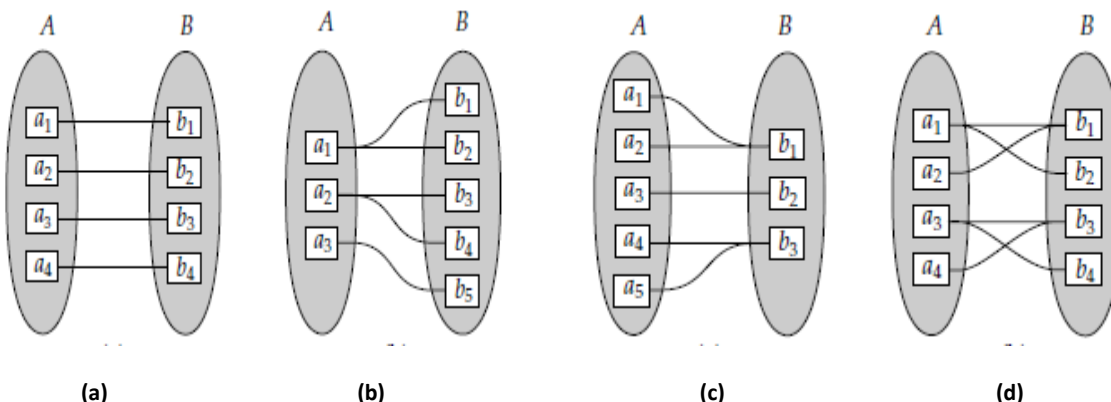 A B A B A B A B
a1 b1
a2 b2
a3 b3
a4 b4
a1 b1
a2 b2
a3 b3
b4
b5
a1
a2 b1
a3 b2
a4 b3
a5
a1 b1
a2 b2
a3 b3
a4 b4
(a) (b) (c) (d)